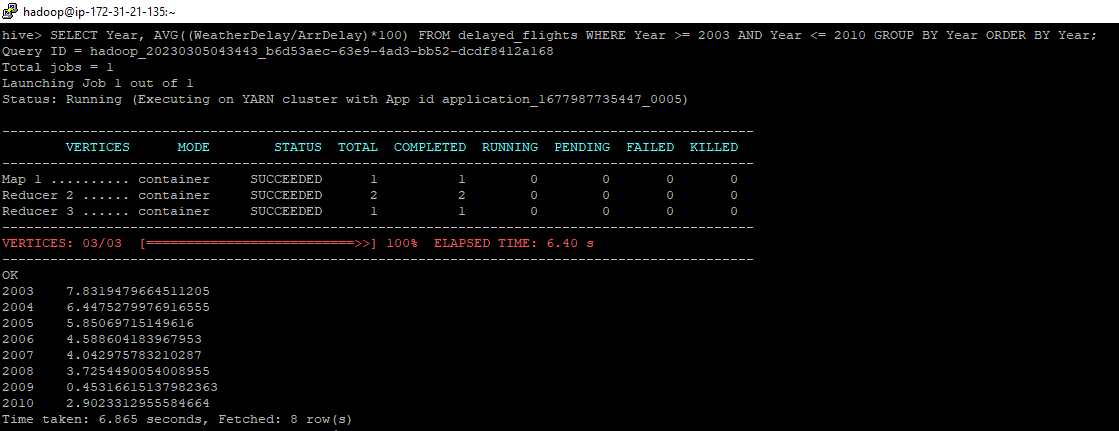 hadoop@ip-172-31-21-135:~
hive> SELECT Year, AVG((WeatherDelay/ArrDelay)*100) FROM delayed_flights WHERE Year >= 2003 AND Year <= 2010 GROUP BY Year ORDER BY Year;
Query ID = hadoop_20230305043443_b6d53aec-63e9-4ad3-bb52-dcdf8412a168
Total jobs = 1
Launching Job 1 out of 1
Status: Running (Executing on YARN cluster with App id application_1677987735447_0005)
----------------------------------------------------------------------------------------------
VERTICES MODE STATUS TOTAL COMPLETED RUNNING PENDING FAILED KILLED
----------------------------------------------------------------------------------------------
Map 1 .......... container SUCCEEDED 1 1 0 0 0 0
Reducer 2 ...... container SUCCEEDED 2 2 0 0 0 0
Reducer 3 ...... container SUCCEEDED 1 1 0 0 0 0
----------------------------------------------------------------------------------------------
VERTICES: 03/03 [==========================>>] 100% ELAPSED TIME: 6.40 s
----------------------------------------------------------------------------------------------
OK
2003 7.8319479664511205
2004 6.4475279976916555
2005 5.85069715149616
2006 4.588604183967953
2007 4.042975783210287
2008 3.7254490054008955
2009 0.45316615137982363
2010 2.9023312955584664
Time taken: 6.865 seconds, Fetched: 8 row(s)